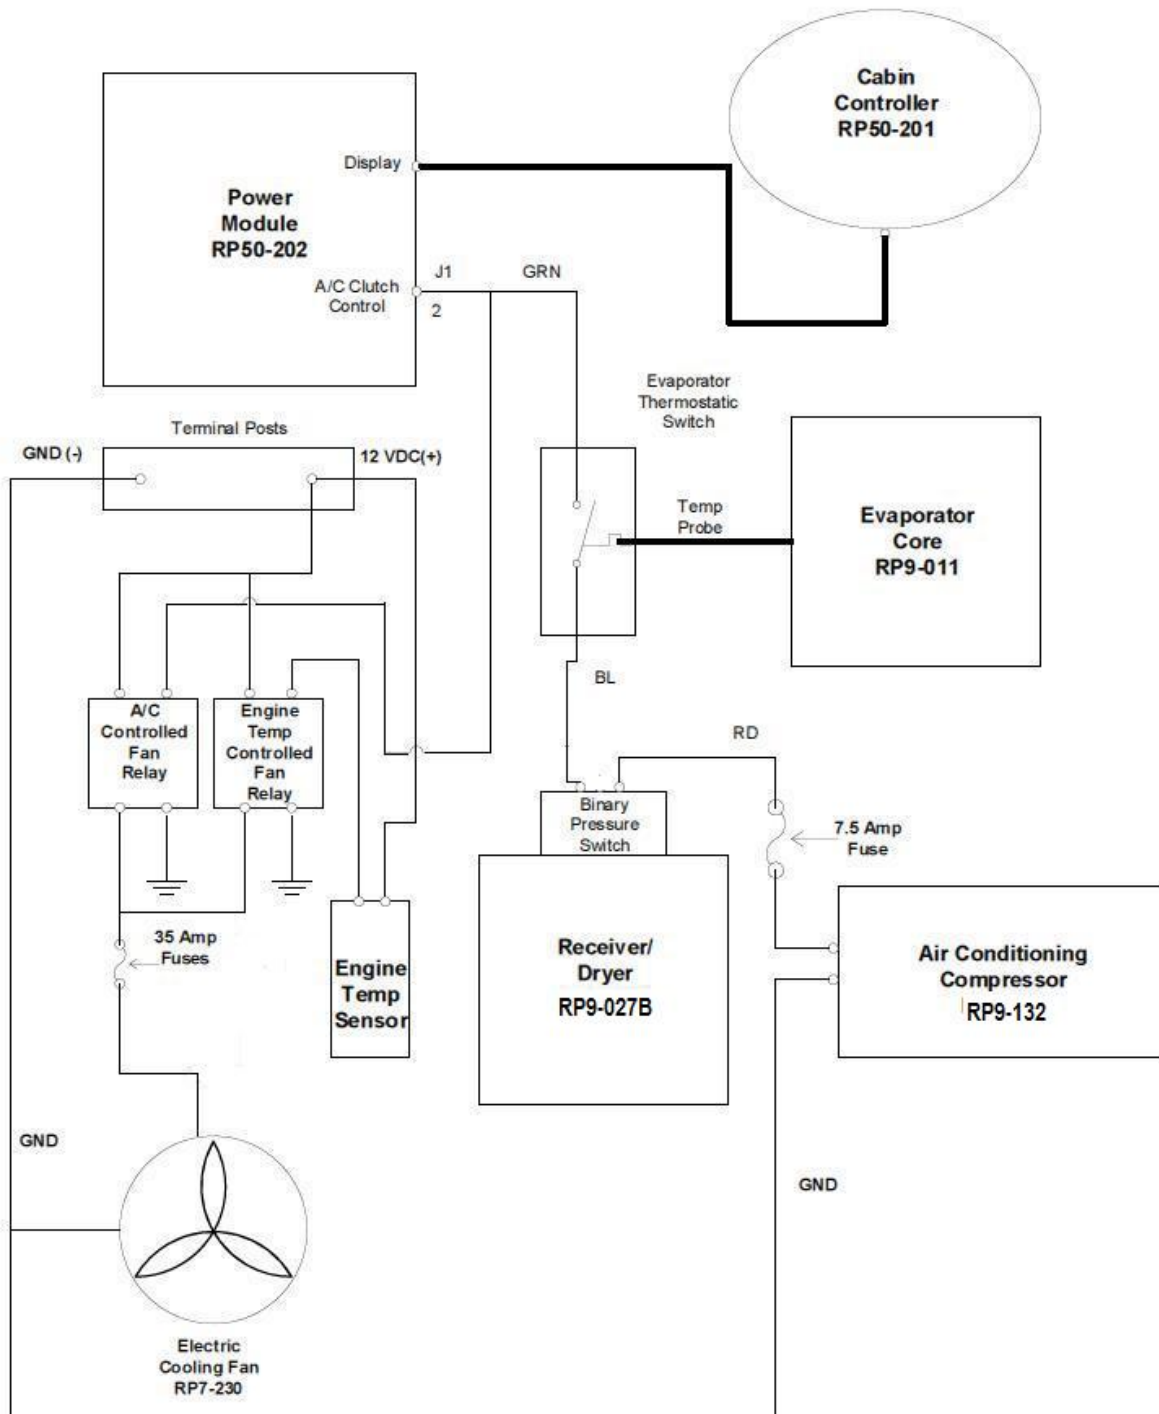 Cabin
Controller
RP50-201
Display
Power
Module
RP50-202
J1
GRN
A/C Clutch
Control
2
Evaporator
Thermostatic
Switch
Terminal Posts
GND (-)
12 VDC(+)
Temp
Probe
Evaporator
Core
RP9-011
BL
A/C
Controlled
Fan
Relay
Engine
Temp
Controlled
Fan
Relay
RD
Binary
Pressure
Switch
7.5 Amp
Fuse
35 Amp
Fuses
Engine
Temp
Sensor
Receiver/
Dryer
RP9-027B
Air Conditioning
Compressor
RP9-132
GND
GND
Electric
Cooling Fan
RP7-230